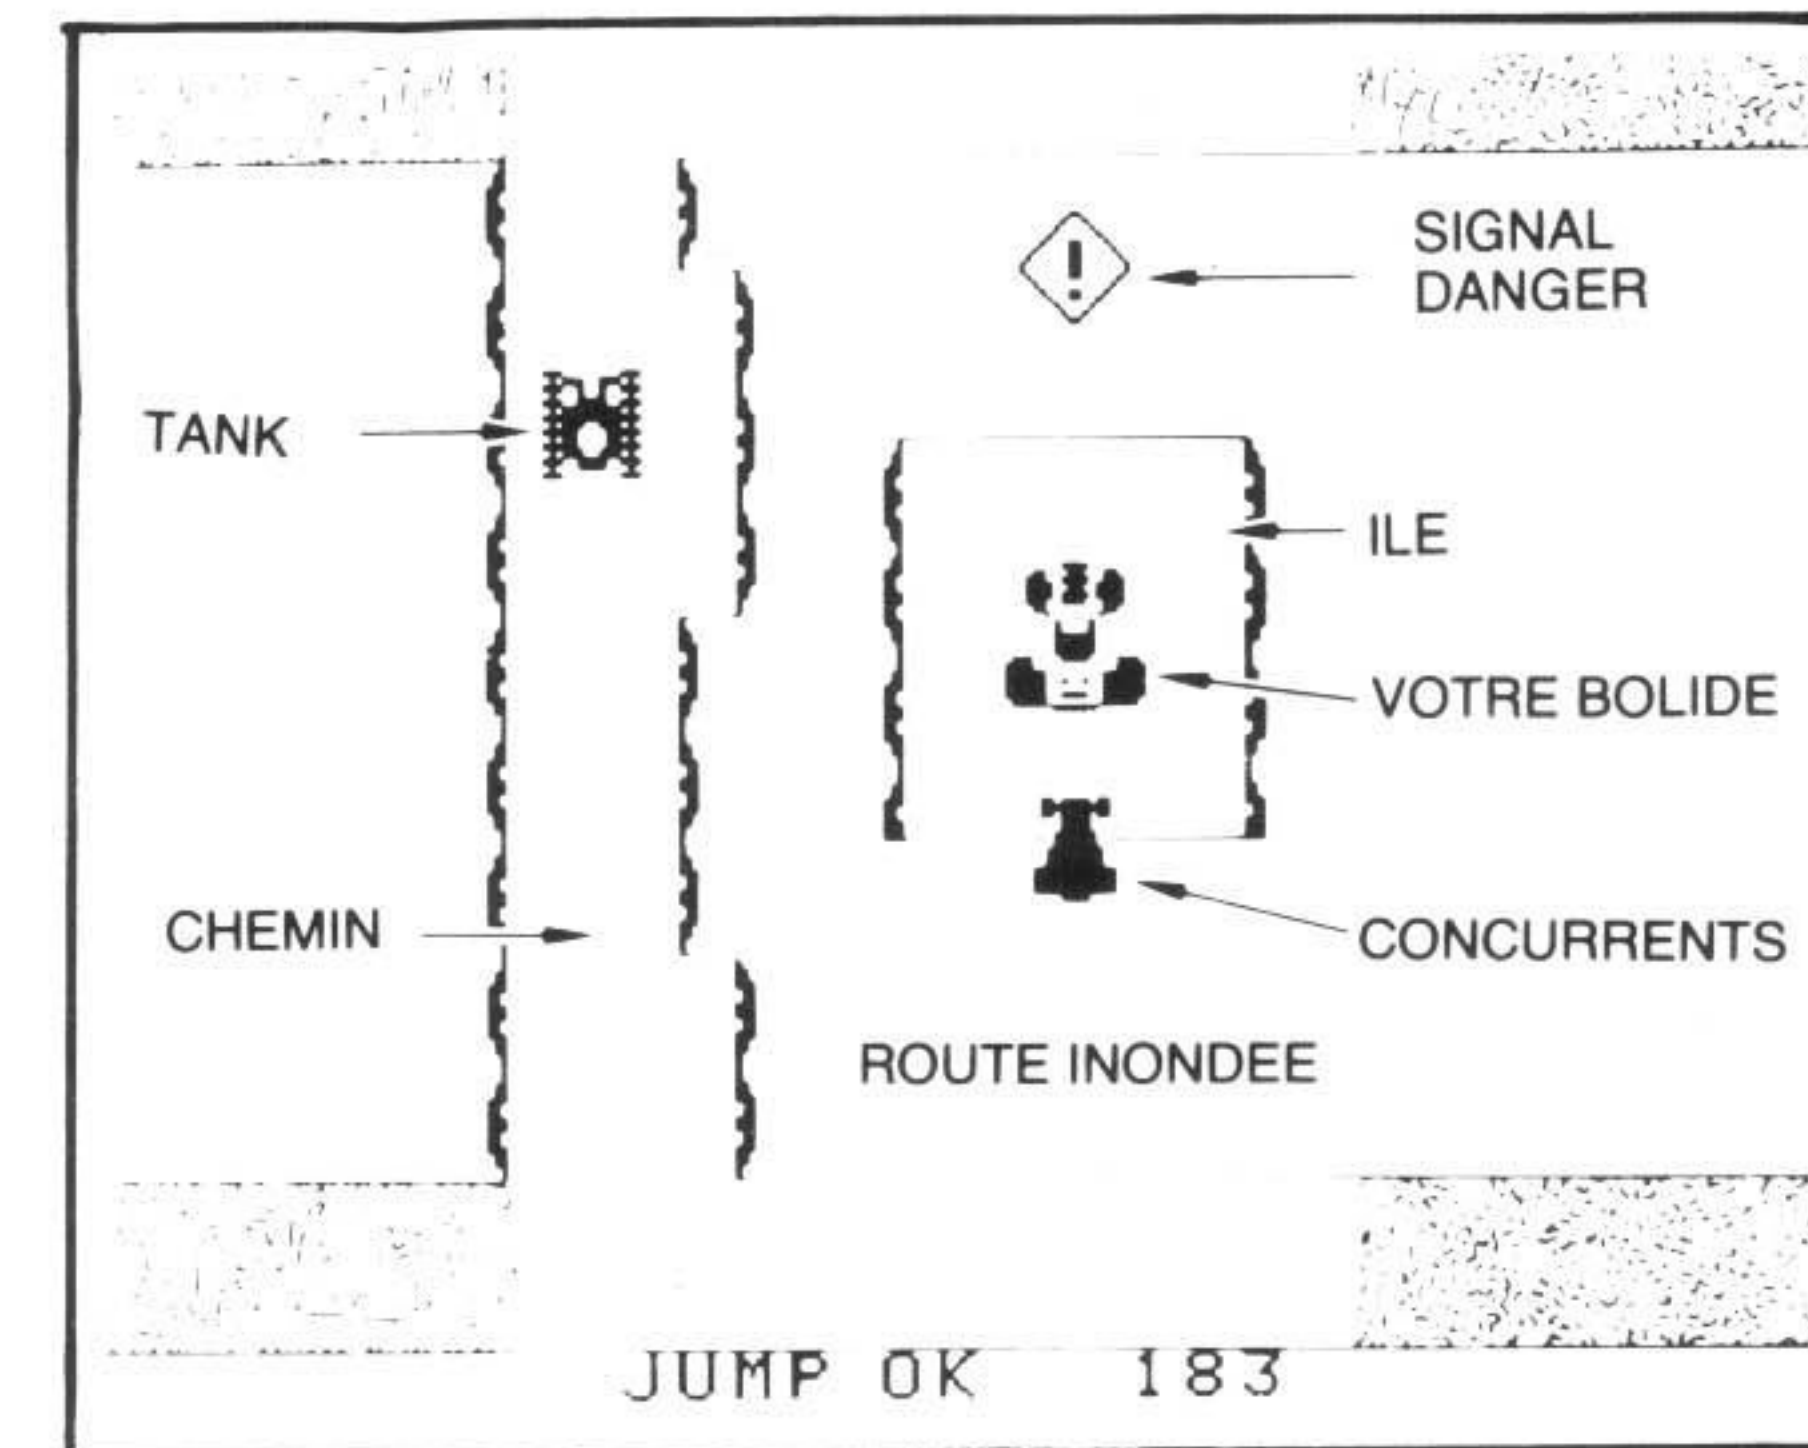 SIGNAL
DANGER
TANK
ILE
VOTRE BOLIDE
CHEMIN
CONCURRENTS
ROUTE INONDEE
JUMP OK 183